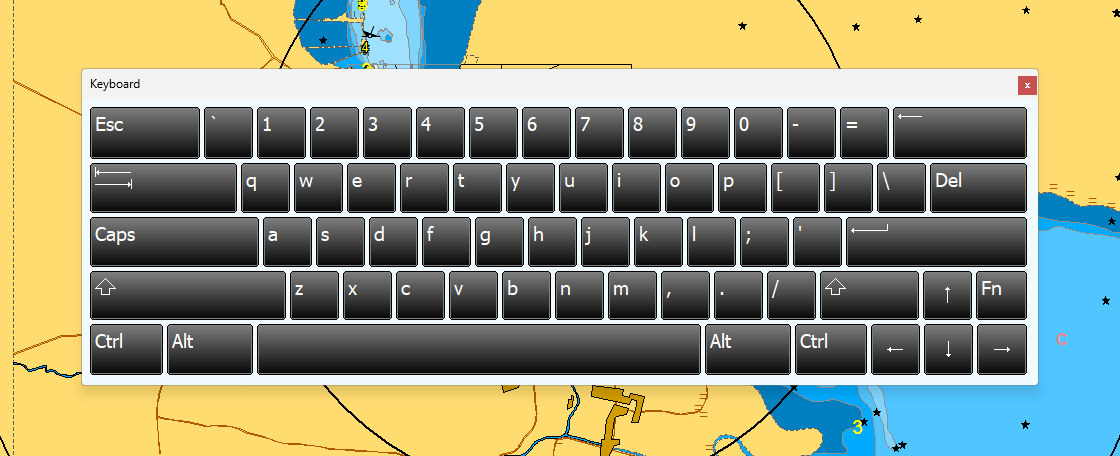 4
Keyboard
x
Esc ` 1 2 3 4 5 6 7 8 9 0 - = ←
q w e r t y u i o p [ ] \ Del
Caps a s d f g h j k l ; '
z x c v b n m , . / ↑ Fn
Ctrl Alt Alt Ctrl ← ↓ →
C
3